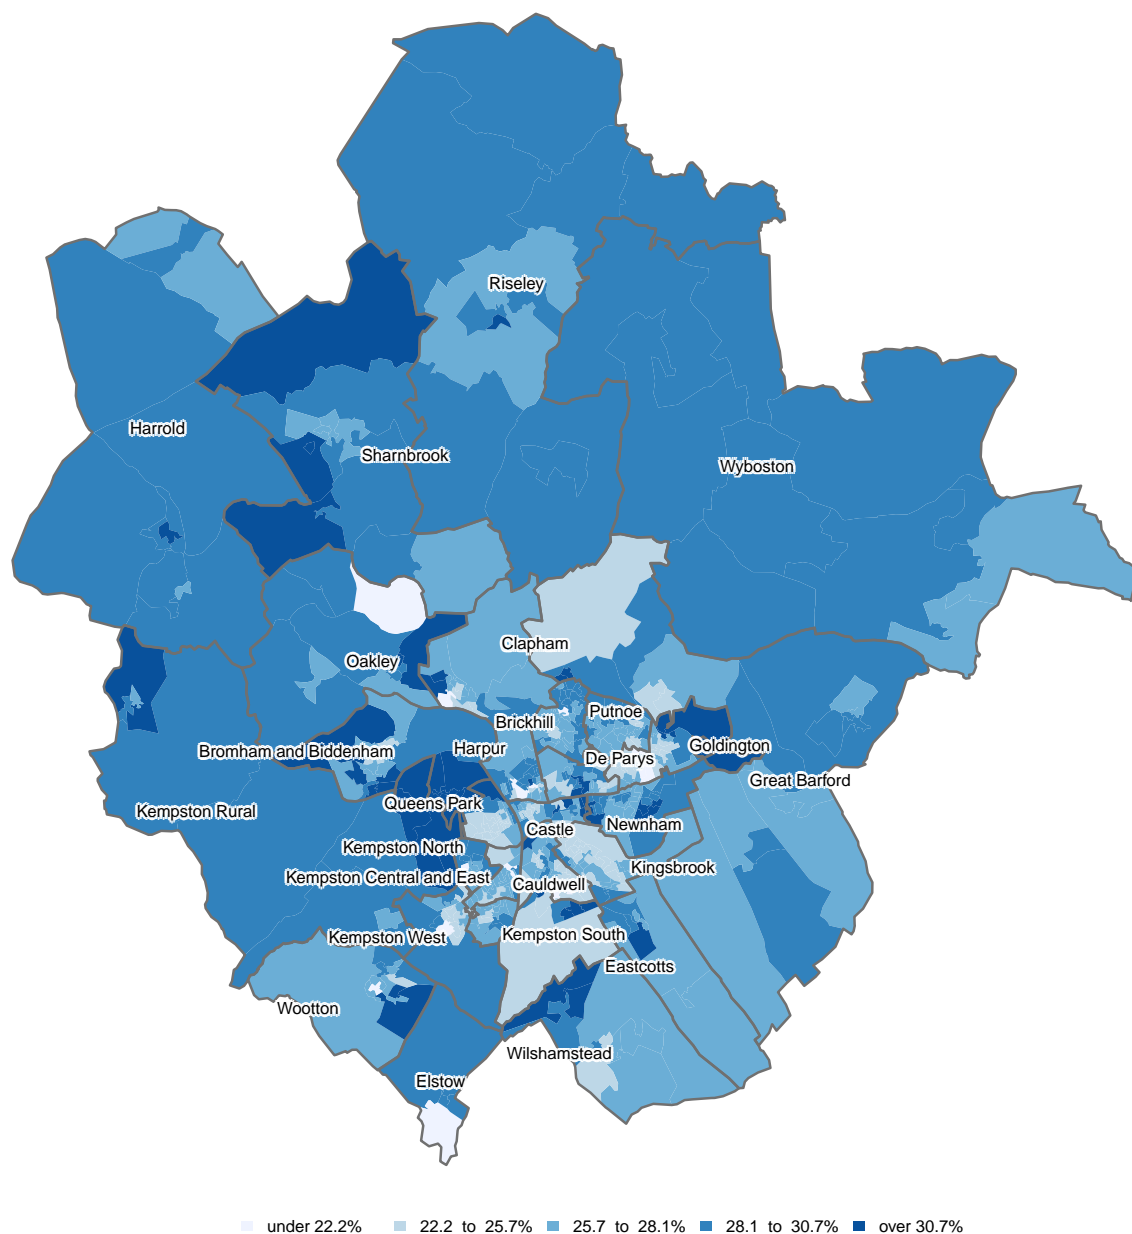 Riseley
Harrold
Sharnbrook
Wyboston
Clapham
Oakley
Putnoe
Brickhill
Goldington
Harpur
Bromham and Biddenham
De Parys
Great Barford
Queens Park
Kempston Rural
Newnham
Castle
Kempston North
Kingsbrook
Kempston Central and East
Cauldwell
Kempston South
Kempston West
Eastcotts
Wootton
Wilshamstead
Elstow
under 22.2%
22.2 to 25.7%
25.7 to 28.1%
28.1 to 30.7%
over 30.7%